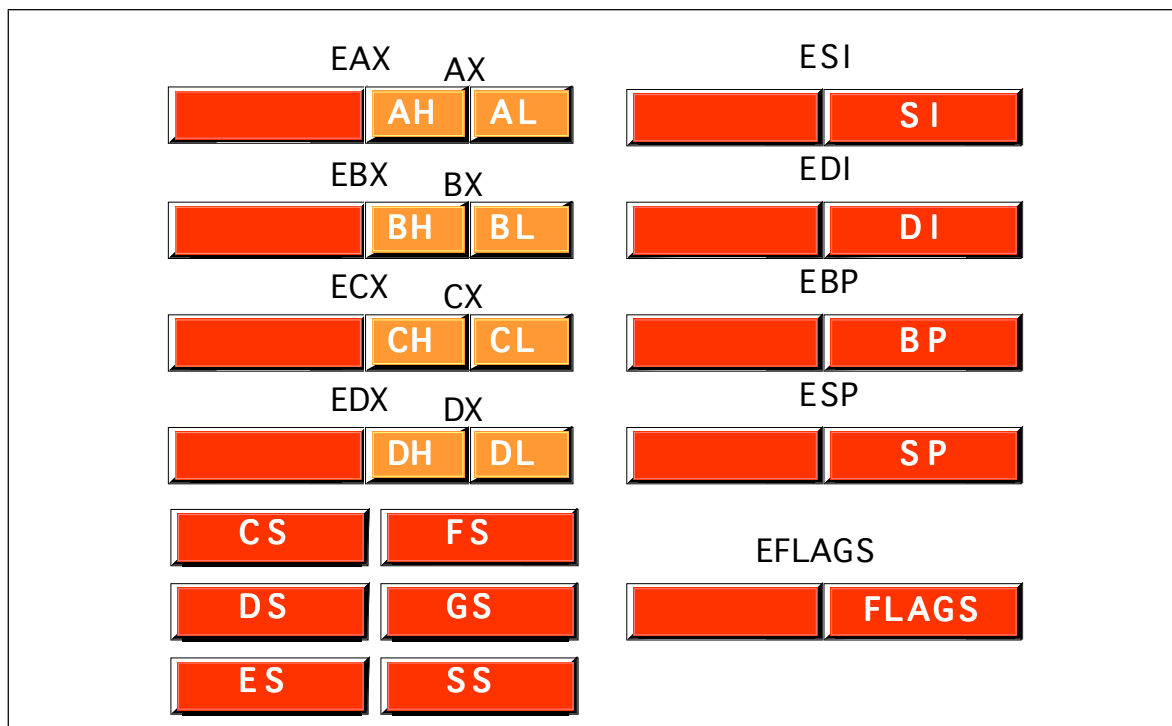 EAX AX
AH AL
EBX BX
BH BL
ECX CX
CH CL
EDX DX
DH DL
CS FS
DS GS
ES SS
ESI
SI
EDI
DI
EBP
BP
ESP
SP
EFLAGS
FLAGS